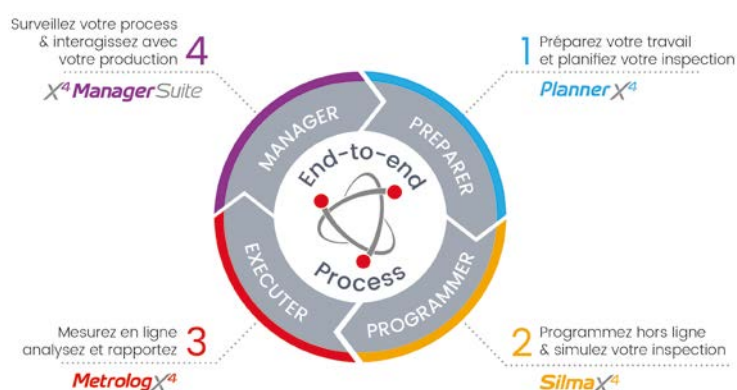 Surveillez votre process
& interagissez avec
votre production
4
X⁴ManagerSuite
1
Préparez votre travail
et planifiez votre inspection
PlannerX⁴
MANAGER
PREPARER
End-to-end
Process
EXECUTER
PROGRAMMER
Mesurez en ligne
analysez et rapportez
3
MetrologX⁴
2
Programmez hors ligne
& simulez votre inspection
SilmaX⁴